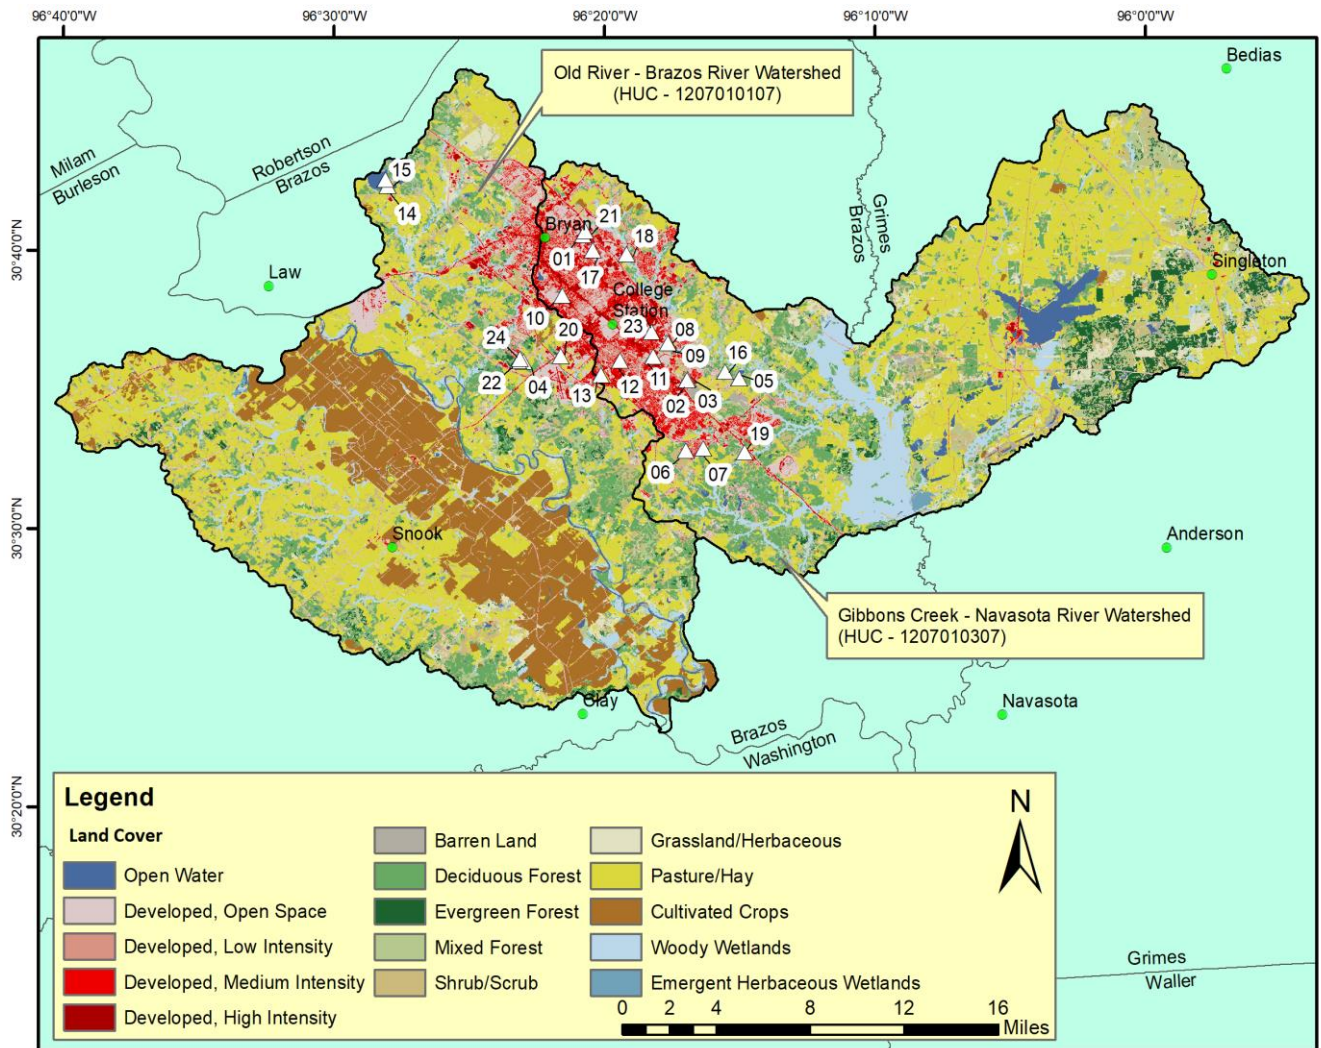 96°40'0"W
96°30'0"W
96°20'0"W
96°10'0"W
96°0'0"W
Bedias
Old River - Brazos River Watershed
(HUC - 1207010107)
Milam
Burleson
Robertson
Brazos
Grimes
Brazos
15
14
21
Bryan
18
01
17
30°40'0"N
Law
Singleton
College
Station
10
20
23
08
24
09
16
22
04
13
12
11
05
02
03
19
06
07
30°30'0"N
Snook
Anderson
Gibbons Creek - Navasota River Watershed
(HUC - 1207010307)
Clay
Navasota
Brazos
Washington
30°20'0"N
Legend
Land Cover
Open Water
Developed, Open Space
Developed, Low Intensity
Developed, Medium Intensity
Developed, High Intensity
Barren Land
Deciduous Forest
Evergreen Forest
Mixed Forest
Shrub/Scrub
Grassland/Herbaceous
Pasture/Hay
Cultivated Crops
Woody Wetlands
Emergent Herbaceous Wetlands
N
0 2 4 8 12 16
Miles
Grimes
Waller